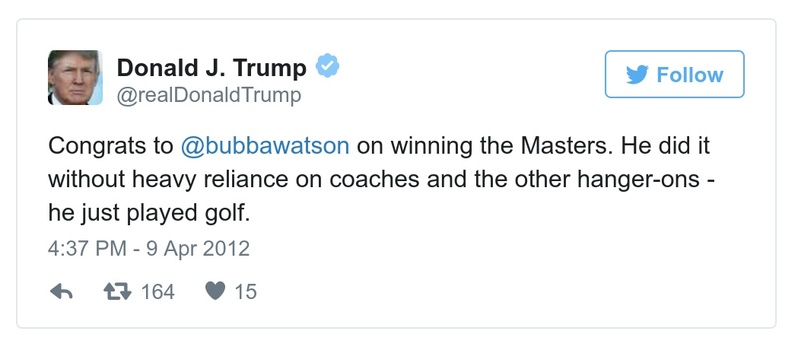 Donald J. Trump
@realDonaldTrump
Follow
Congrats to @bubbawatson on winning the Masters. He did it
without heavy reliance on coaches and the other hanger-ons -
he just played golf.
4:37 PM - 9 Apr 2012
164 15